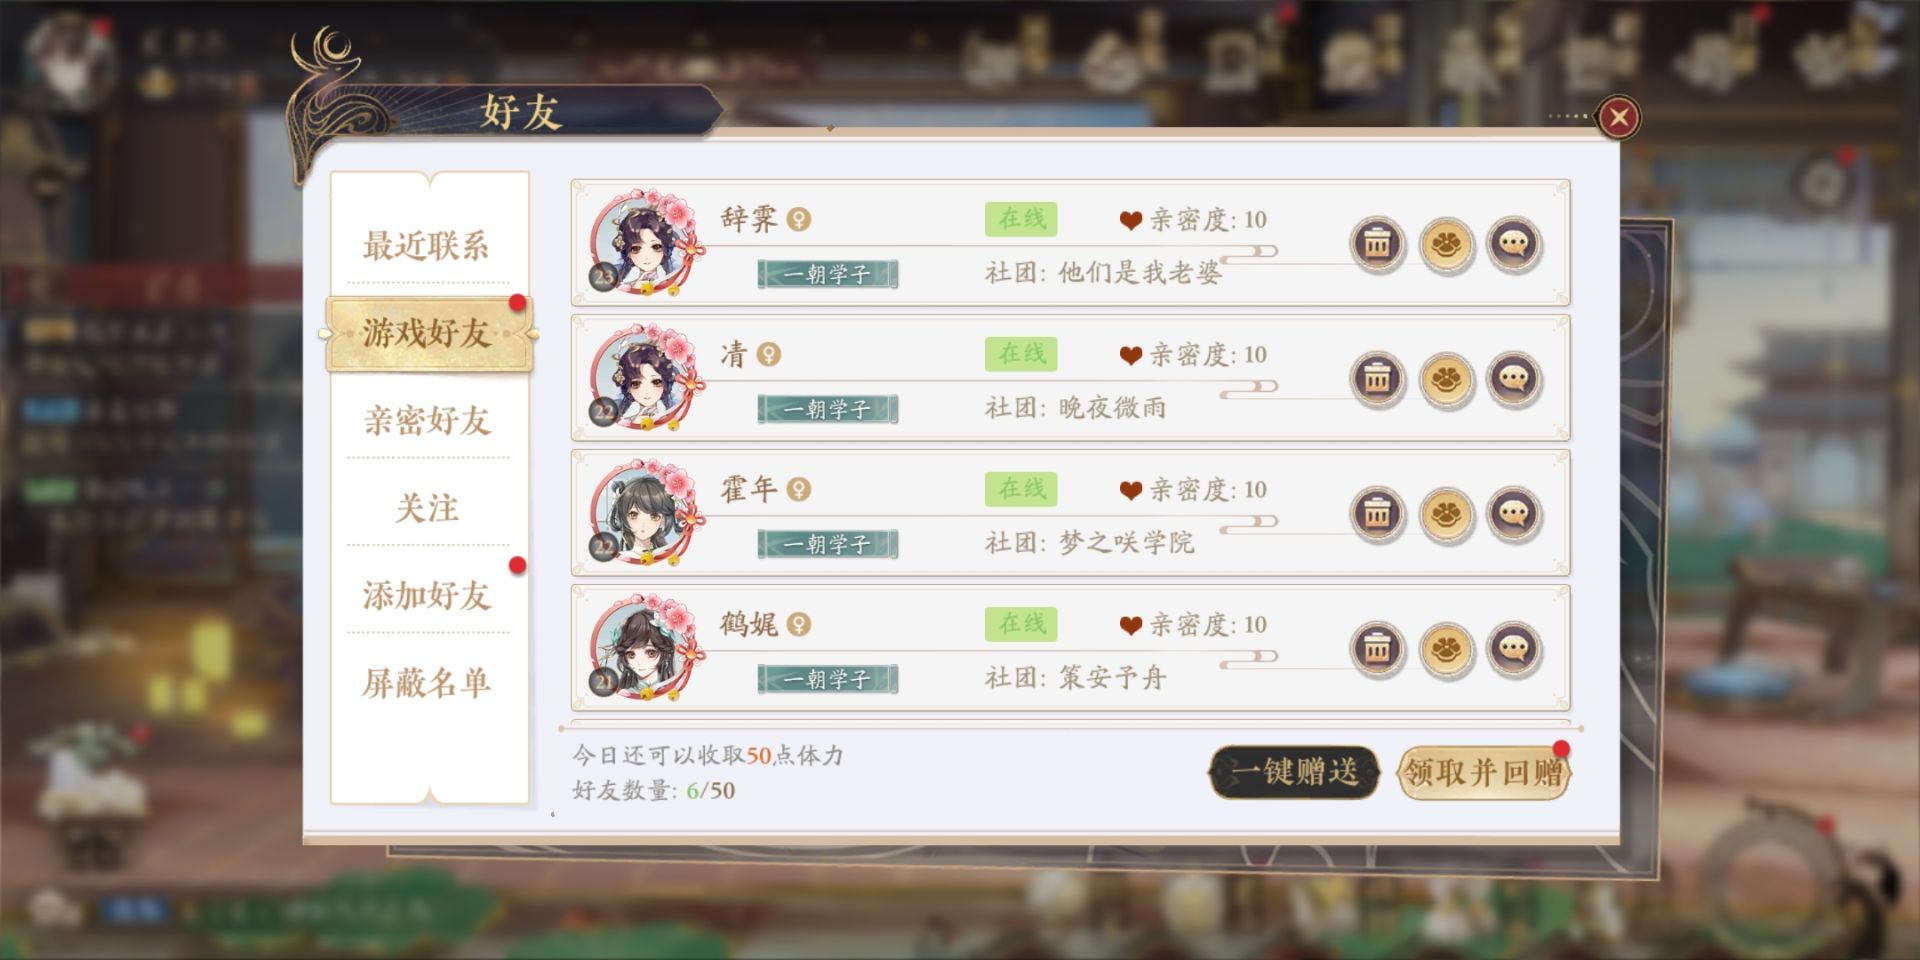 好友
最近联系
游戏好友
亲密好友
关注
添加好友
屏蔽名单
辞霁
在线
亲密度: 10
23
一朝学子
社团: 他们是我老婆
清
在线
亲密度: 10
22
一朝学子
社团: 晚夜微雨
霍年
在线
亲密度: 10
22
一朝学子
社团: 梦之咲学院
鹤娓
在线
亲密度: 10
21
一朝学子
社团: 策安予舟
今日还可以收取50点体力
好友数量: 6/50
一键赠送
领取并回赠